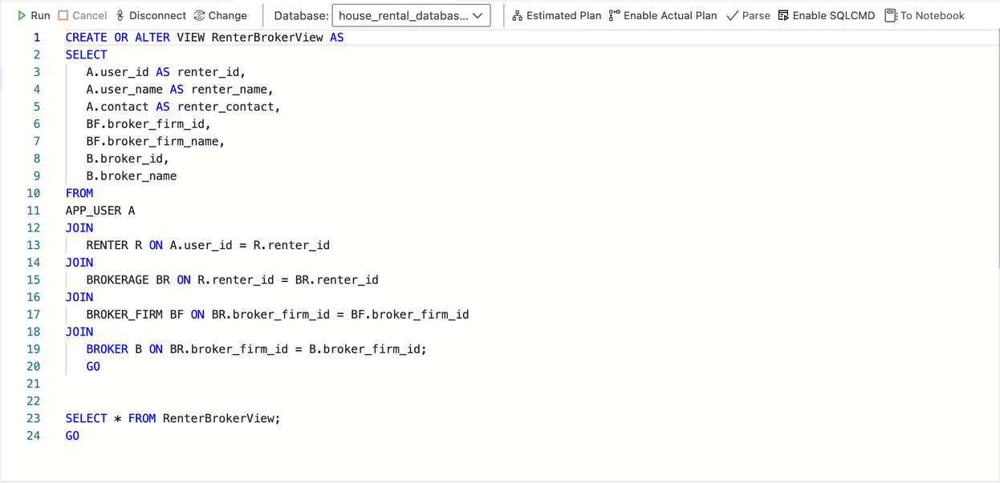 Run Cancel Disconnect Change Database: house_rental_databas... Estimated Plan Enable Actual Plan Parse Enable SQLCMD To Notebook
1 CREATE OR ALTER VIEW RenterBrokerView AS
2 SELECT
3 A.user_id AS renter_id,
4 A.user_name AS renter_name,
5 A.contact AS renter_contact,
6 BF.broker_firm_id,
7 BF.broker_firm_name,
8 B.broker_id,
9 B.broker_name
10 FROM
11 APP_USER A
12 JOIN
13 RENTER R ON A.user_id = R.renter_id
14 JOIN
15 BROKERAGE BR ON R.renter_id = BR.renter_id
16 JOIN
17 BROKER_FIRM BF ON BR.broker_firm_id = BF.broker_firm_id
18 JOIN
19 BROKER B ON BR.broker_firm_id = B.broker_firm_id;
20 GO
21
22
23 SELECT * FROM RenterBrokerView;
24 GO